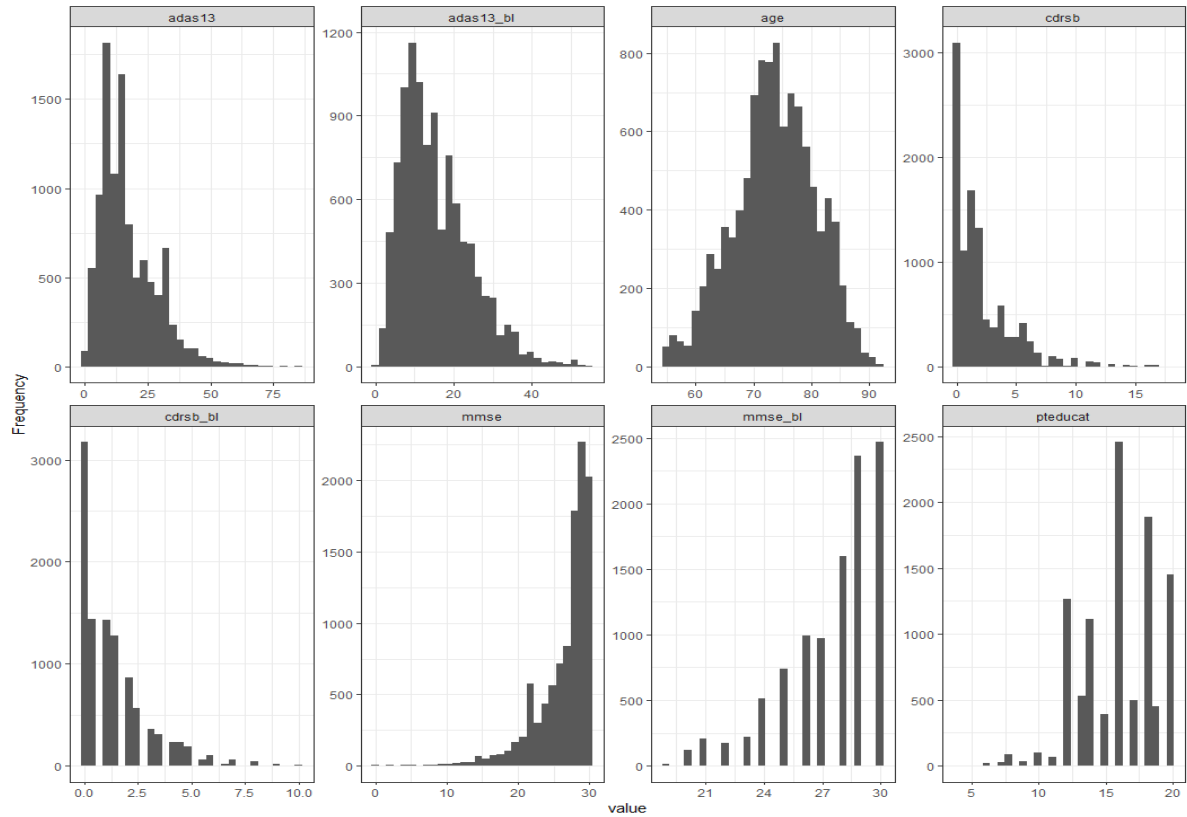 adas13 adas13_bl age cdrsb
0 500 1000 1500
0 25 50 75
0 300 600 900 1200
0 20 40
0 200 400 600 800
60 70 80 90
0 1000 2000 3000
0 5 10 15
Frequency
cdrsb_bl mmse mmse_bl pteducat
0 1000 2000 3000
0.0 2.5 5.0 7.5 10.0
0 500 1000 1500 2000
0 10 20 30
0 500 1000 1500 2000 2500
21 24 27 30
0 500 1000 1500 2000 2500
5 10 15 20
value